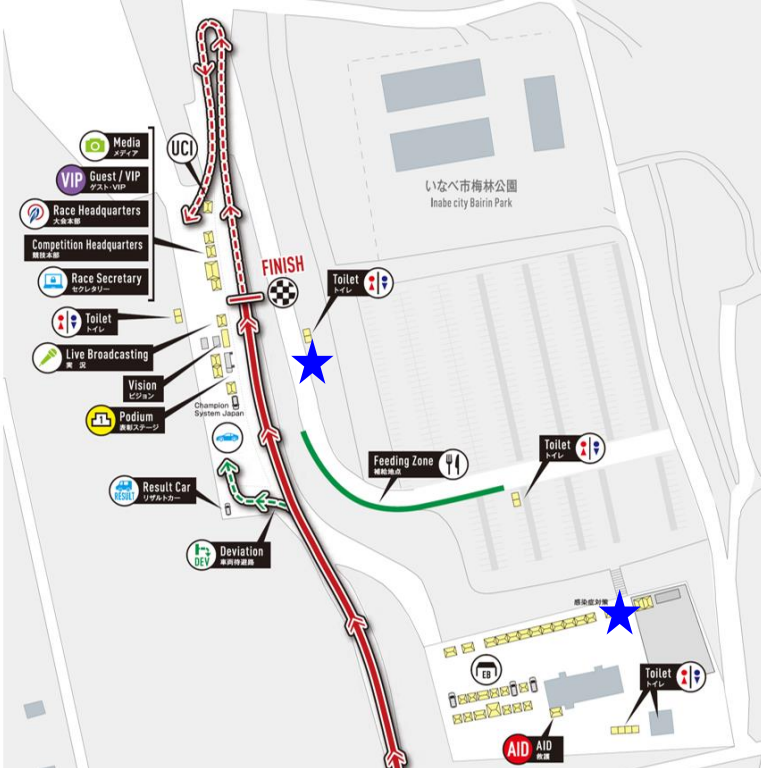 UCI
Media
メディア
VIP
Guest / VIP
ゲスト・VIP
Race Headquarters
大会本部
Competition Headquarters
競技本部
Race Secretary
セクレタリー
FINISH
Toilet
トイレ
Toilet
トイレ
Live Broadcasting
実 況
Vision
ビジョン
Podium
表彰ステージ
1
Champion
System Japan
RESULT
Result Car
リザルトカー
DEV
Deviation
車両待避路
いなべ市梅林公園
Inabe city Bairin Park
Feeding Zone
補給地点
Toilet
トイレ
感染症対策
EB
Toilet
トイレ
AID
AID
救護